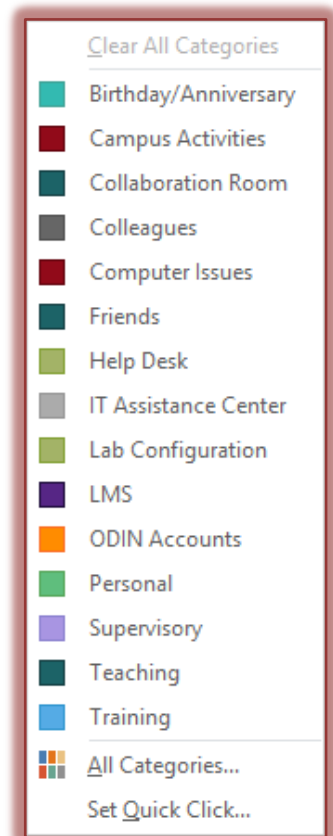 Clear All Categories
Birthday/Anniversary
Campus Activities
Collaboration Room
Colleagues
Computer Issues
Friends
Help Desk
IT Assistance Center
Lab Configuration
LMS
ODIN Accounts
Personal
Supervisory
Teaching
Training
All Categories...
Set Quick Click...